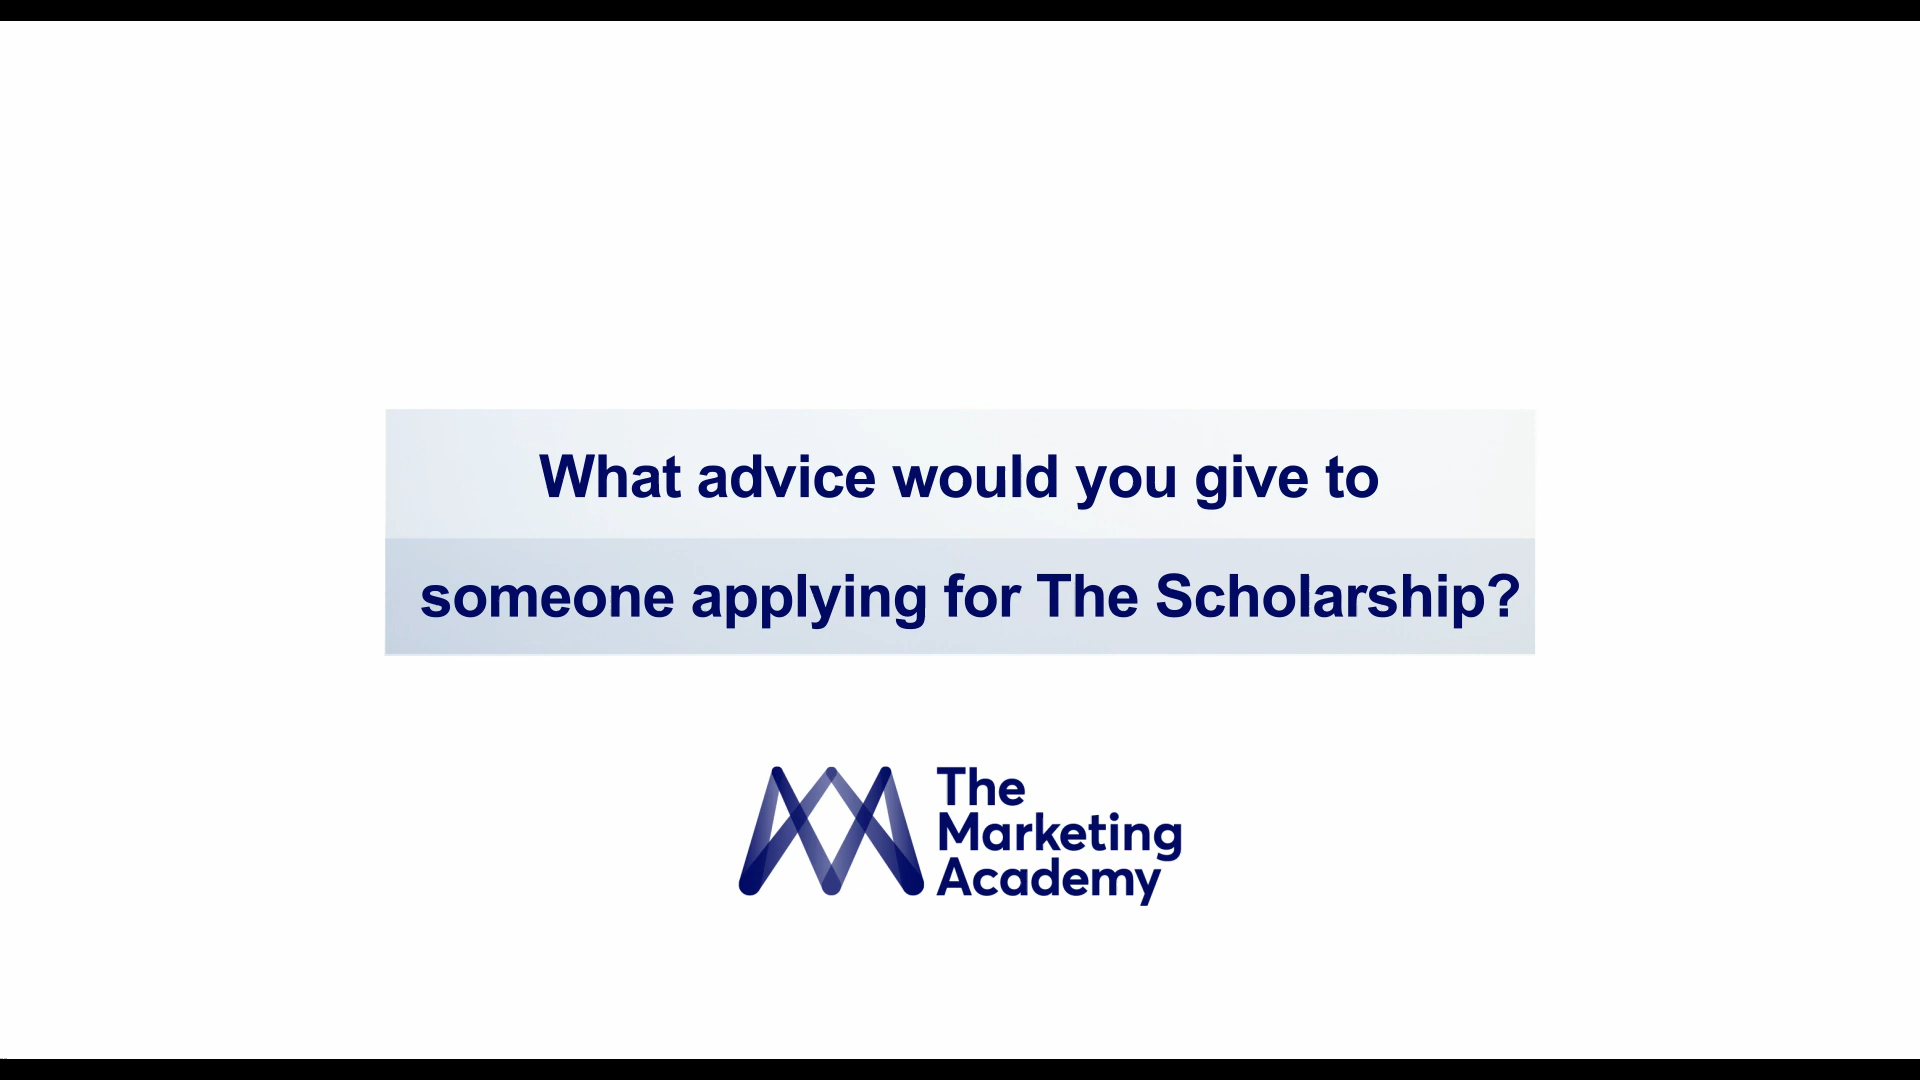 What advice would you give to
someone applying for The Scholarship?
The
Marketing
Academy